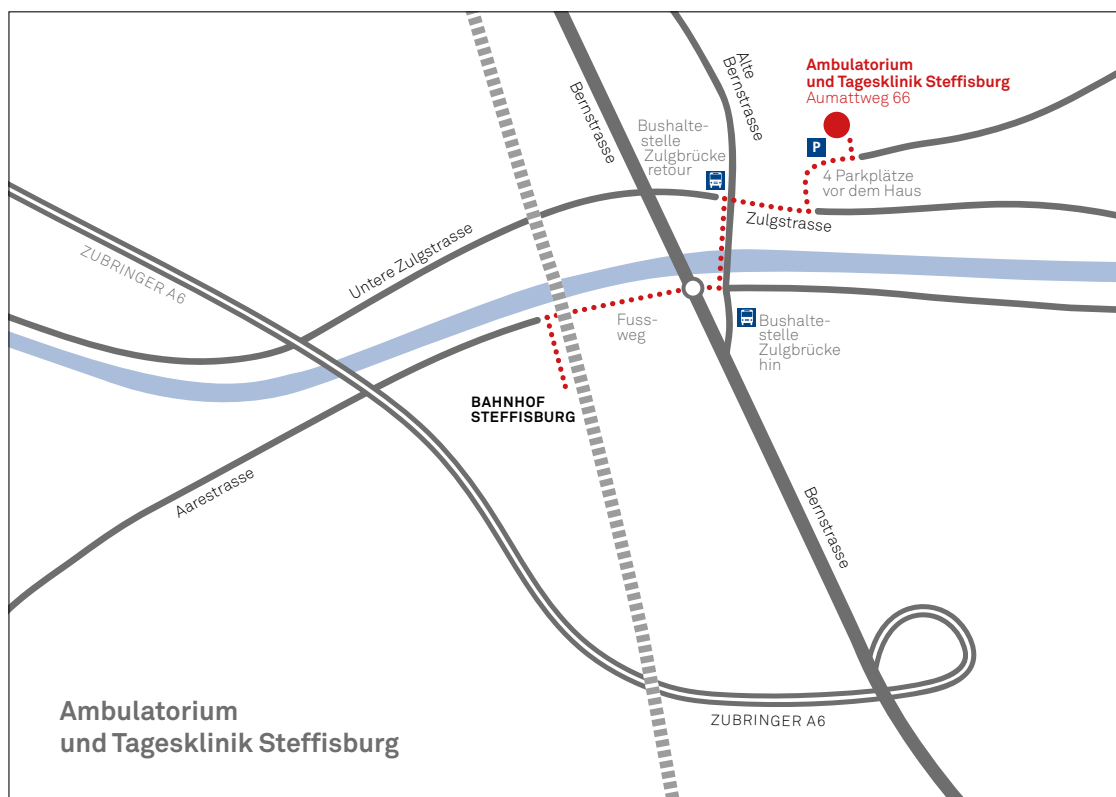 Ambulatorium
und Tagesklinik Steffisburg
Aumattweg 66
Alte
Bernstrasse
Bernstrasse
Bushalte-
stelle
Zulgbrücke
retour
P
4 Parkplätze
vor dem Haus
Zulgstrasse
Untere Zulgstrasse
ZUBRINGER A6
Fuss-
weg
Bushalte-
stelle
Zulgbrücke
hin
BAHNHOF
STEFFISBURG
Aarestrasse
Bernstrasse
ZUBRINGER A6
Ambulatorium
und Tagesklinik Steffisburg